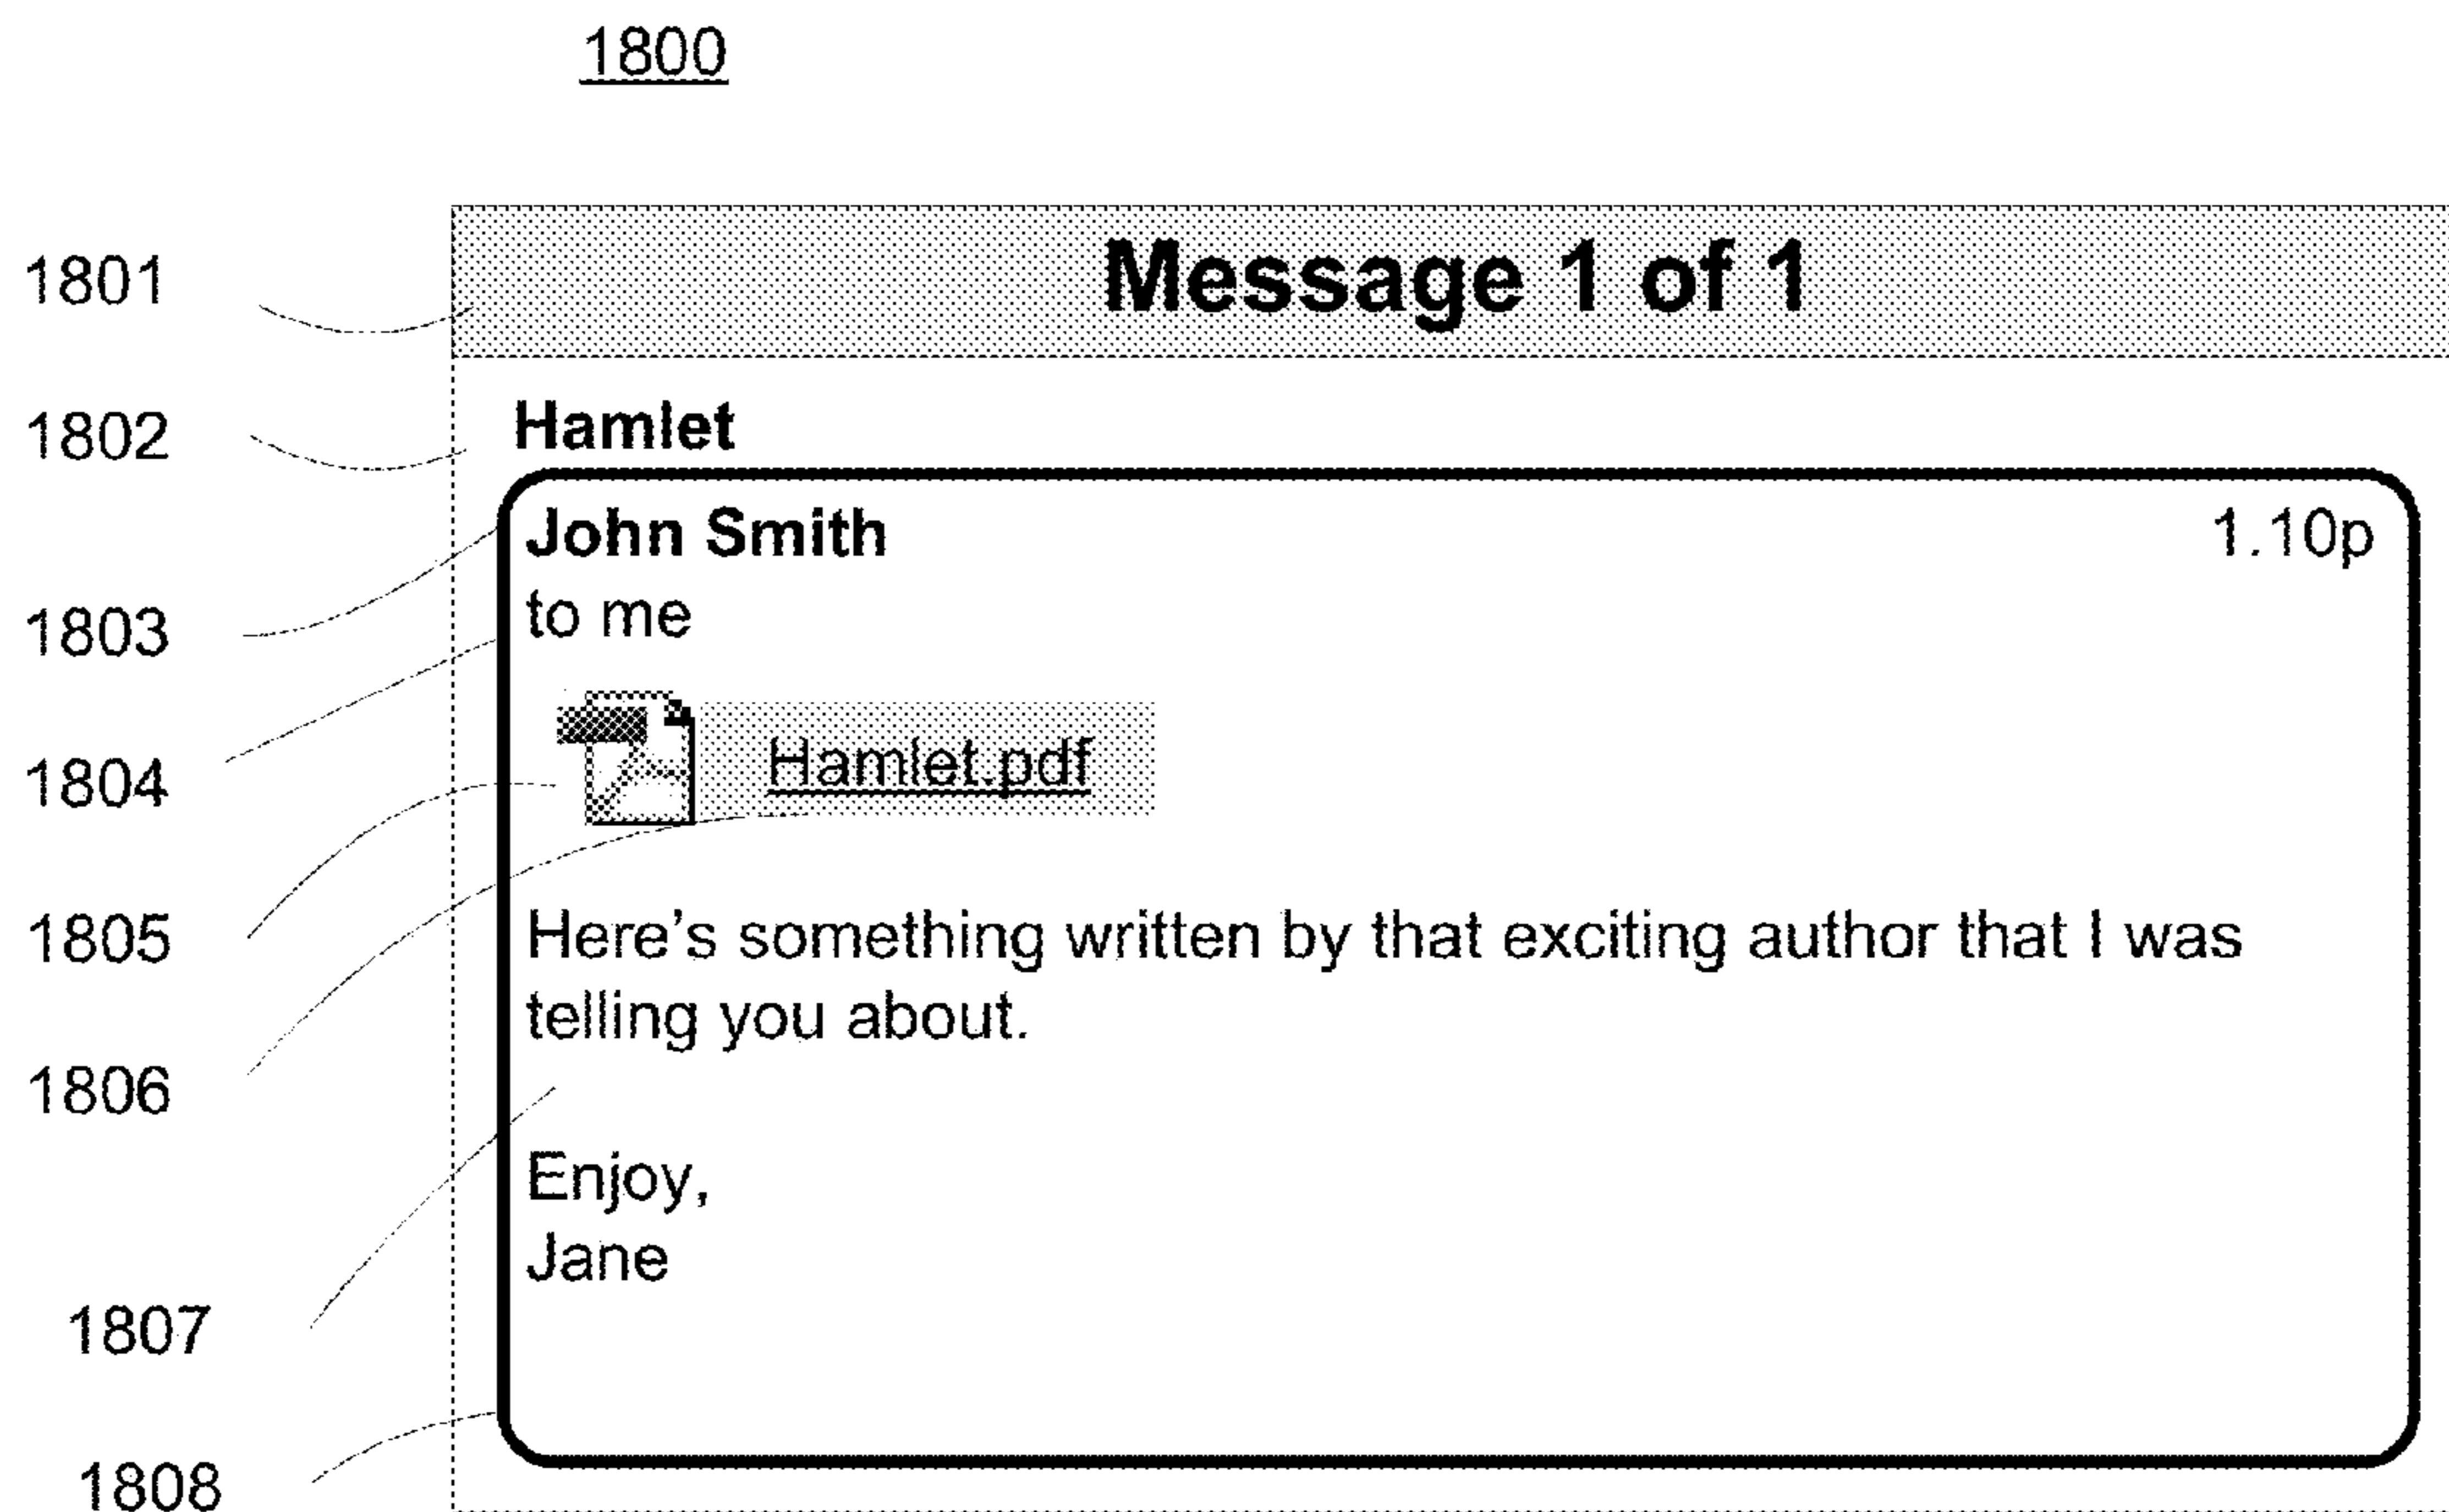 1800
1801
Message 1 of 1
1802
Hamlet
John Smith 1.10p
1803
to me
1804
Hamlet.pdf
1805
Here's something written by that exciting author that I was
telling you about.
1806
Enjoy,
Jane
1807
1808